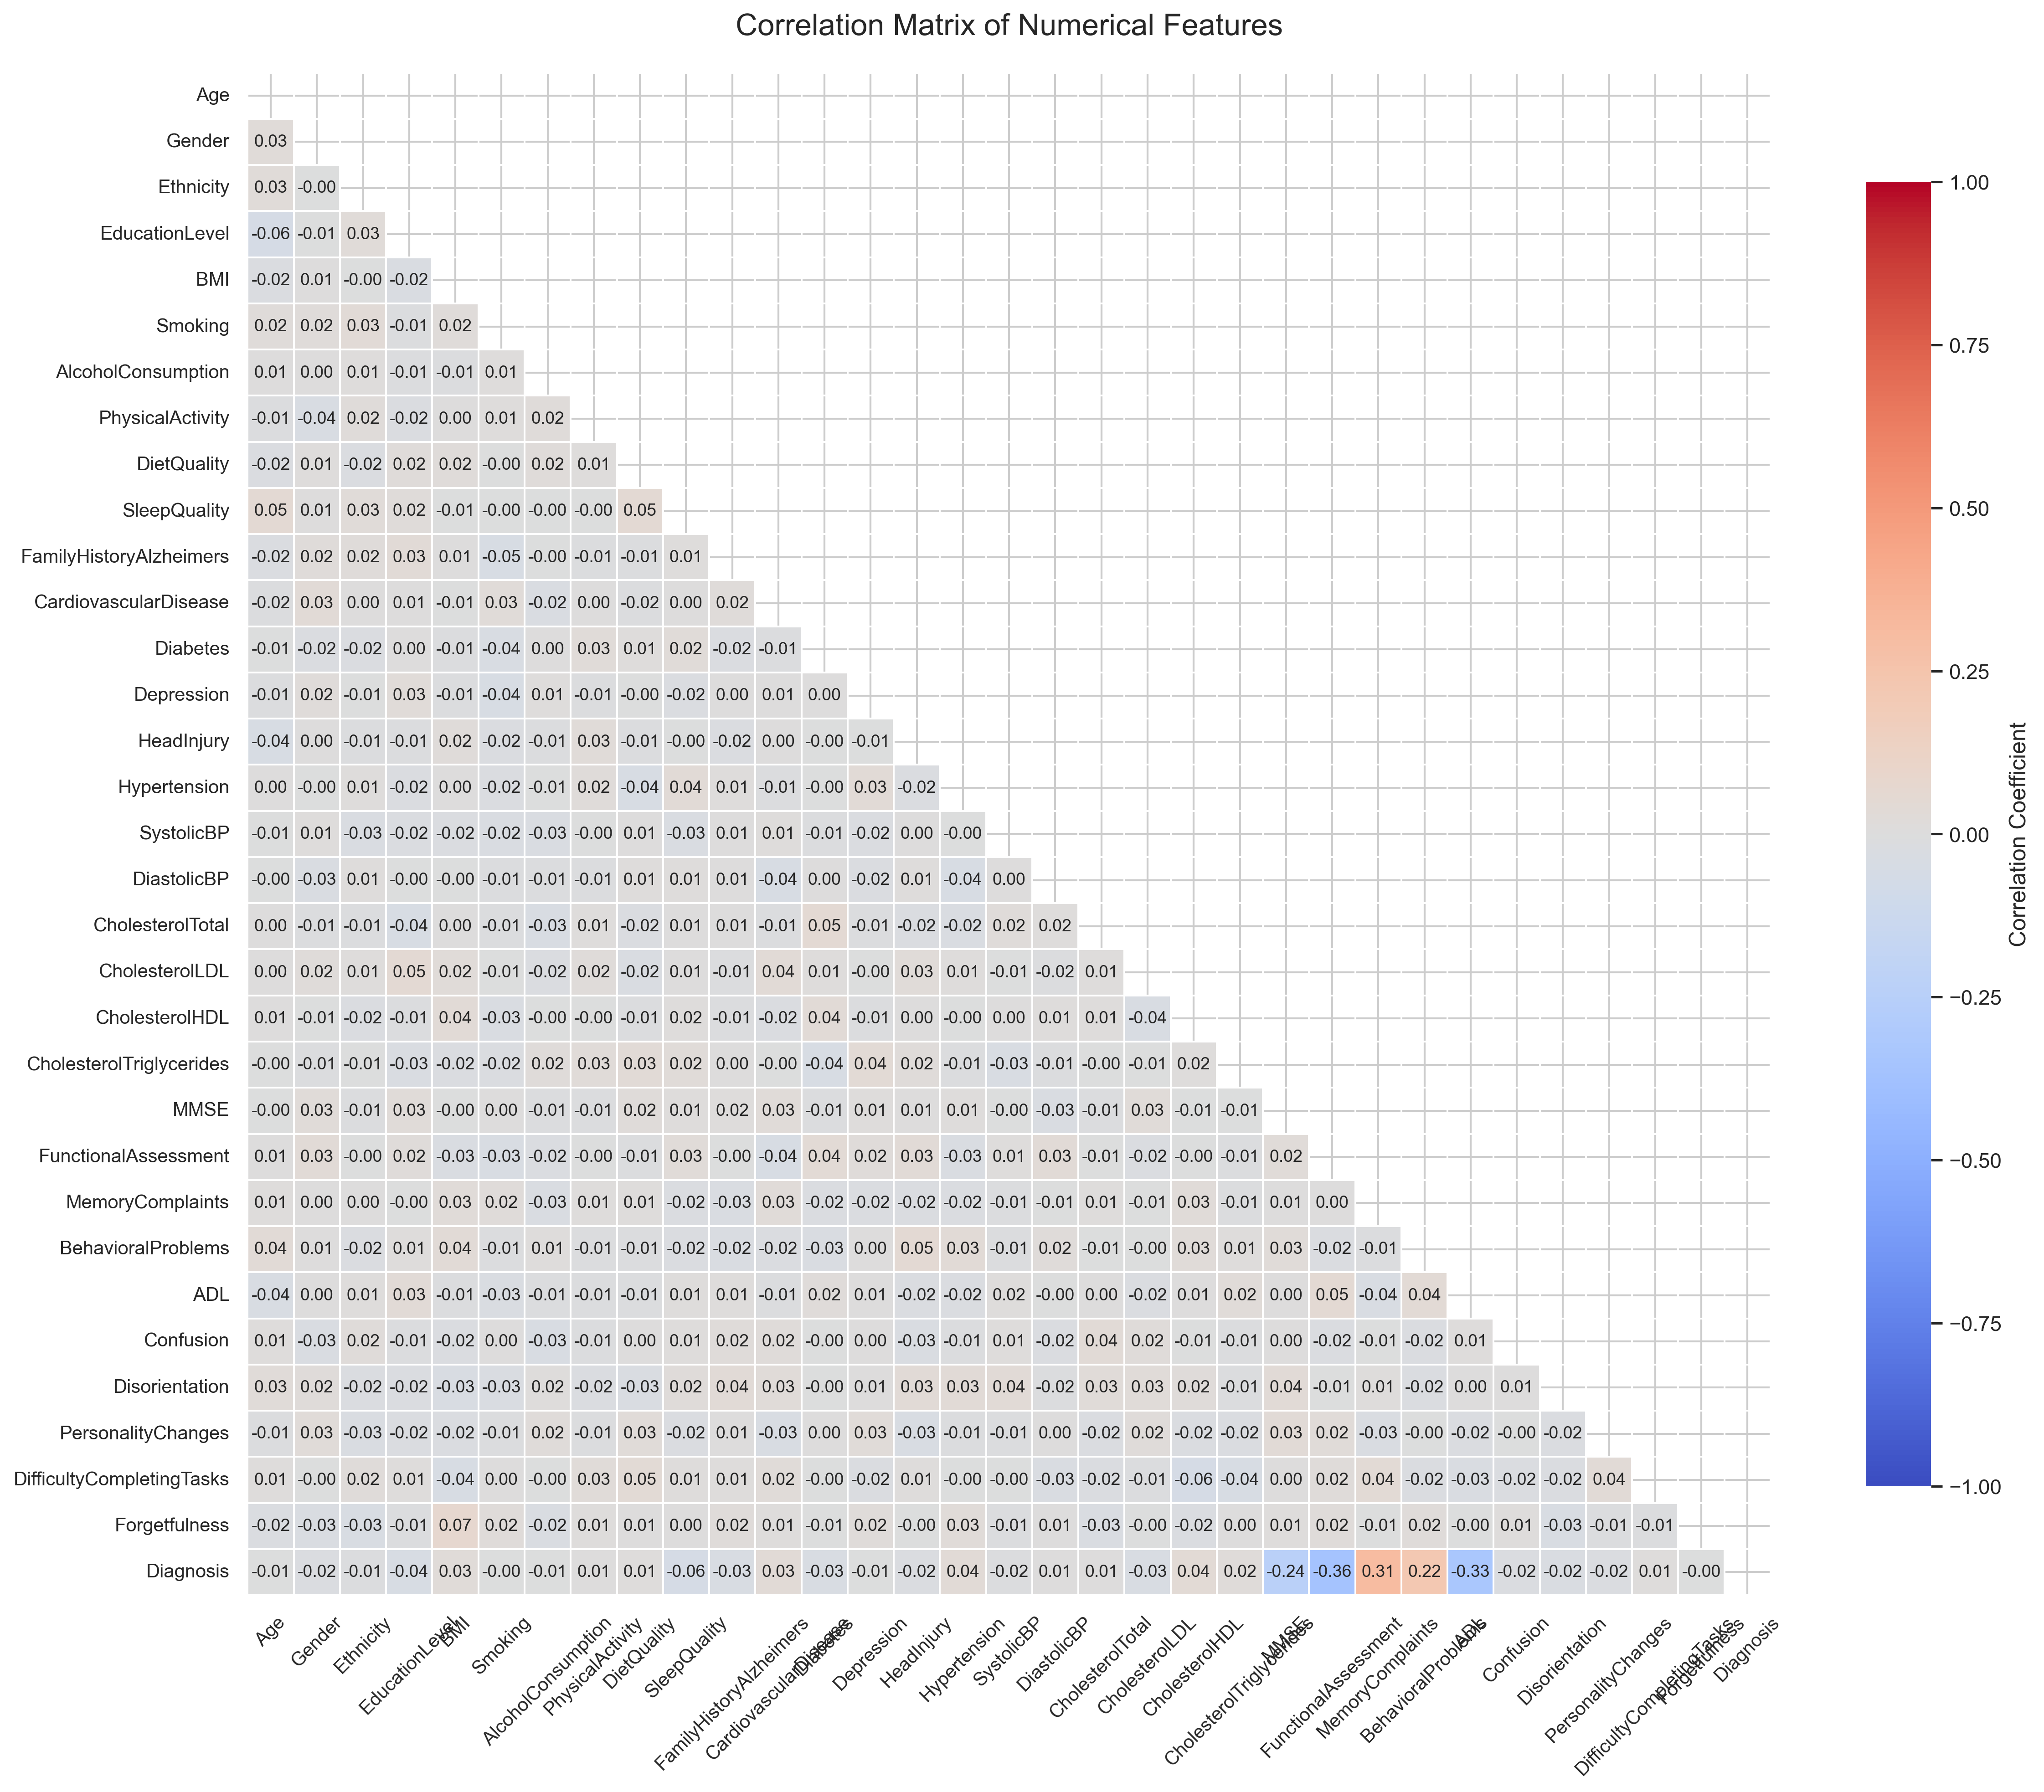 Correlation Matrix of Numerical Features
Age
Gender 0.03
Ethnicity 0.03 -0.00
EducationLevel -0.06 -0.01 0.03
BMI -0.02 0.01 -0.00 -0.02
Smoking 0.02 0.02 0.03 -0.01 0.02
AlcoholConsumption 0.01 0.00 0.01 -0.01 -0.01 0.01
PhysicalActivity -0.01 -0.04 0.02 -0.02 0.00 0.01 0.02
DietQuality -0.02 0.01 -0.02 0.02 0.02 -0.00 0.02 0.01
SleepQuality 0.05 0.01 0.03 0.02 -0.01 -0.00 -0.00 -0.00 0.05
FamilyHistoryAlzheimers -0.02 0.02 0.02 0.03 0.01 -0.05 -0.00 -0.01 -0.01 0.01
CardiovascularDisease -0.02 0.03 0.00 0.01 -0.01 0.03 -0.02 0.00 -0.02 0.00 0.02
Diabetes -0.01 -0.02 -0.02 0.00 -0.01 -0.04 0.00 0.03 0.01 0.02 -0.02 -0.01
Depression -0.01 0.02 -0.01 0.03 -0.01 -0.04 0.01 -0.01 -0.00 -0.02 0.00 0.01 0.00
HeadInjury -0.04 0.00 -0.01 -0.01 0.02 -0.02 -0.01 0.03 -0.01 -0.00 -0.02 0.00 -0.00 -0.01
Hypertension 0.00 -0.00 0.01 -0.02 0.00 -0.02 -0.01 0.02 -0.04 0.04 0.01 -0.01 -0.00 0.03 -0.02
SystolicBP -0.01 0.01 -0.03 -0.02 -0.02 -0.02 -0.03 -0.00 0.01 -0.03 0.01 0.01 -0.01 -0.02 0.00 -0.00
DiastolicBP -0.00 -0.03 0.01 -0.00 -0.00 -0.01 -0.01 -0.01 0.01 0.01 0.01 -0.04 0.00 -0.02 0.01 -0.04 0.00
CholesterolTotal 0.00 -0.01 -0.01 -0.04 0.00 -0.01 -0.03 0.01 -0.02 0.01 0.01 -0.01 0.05 -0.01 -0.02 -0.02 0.02 0.02
CholesterolLDL 0.00 0.02 0.01 0.05 0.02 -0.01 -0.02 0.02 -0.02 0.01 -0.01 0.04 0.01 -0.00 0.03 0.01 -0.01 -0.02 0.01
CholesterolHDL 0.01 -0.01 -0.02 -0.01 0.04 -0.03 -0.00 -0.00 -0.01 0.02 -0.01 -0.02 0.04 -0.01 0.00 -0.00 0.00 0.01 0.01 -0.04
CholesterolTriglycerides -0.00 -0.01 -0.01 -0.03 -0.02 -0.02 0.02 0.03 0.03 0.02 0.00 -0.00 -0.04 0.04 0.02 -0.01 -0.03 -0.01 -0.00 -0.01 0.02
MMSE -0.00 0.03 -0.01 0.03 -0.00 0.00 -0.01 -0.01 0.02 0.01 0.02 0.03 -0.01 0.01 0.01 0.01 -0.00 -0.03 -0.01 0.03 -0.01 -0.01
FunctionalAssessment 0.01 0.03 -0.00 0.02 -0.03 -0.03 -0.02 -0.00 -0.01 0.03 -0.00 -0.04 0.04 0.02 0.03 -0.03 0.01 0.03 -0.01 -0.02 -0.00 -0.01 0.02
MemoryComplaints 0.01 0.00 0.00 -0.00 0.03 0.02 -0.03 0.01 0.01 -0.02 -0.03 0.03 -0.02 -0.02 -0.02 -0.02 -0.01 -0.01 0.01 -0.01 0.03 -0.01 0.01 0.00
BehavioralProblems 0.04 0.01 -0.02 0.01 0.04 -0.01 0.01 -0.01 -0.01 -0.02 -0.02 -0.02 -0.03 0.00 0.05 0.03 -0.01 0.02 -0.01 -0.00 0.03 0.01 0.03 -0.02 -0.01
ADL -0.04 0.00 0.01 0.03 -0.01 -0.03 -0.01 -0.01 -0.01 0.01 0.01 -0.01 0.02 0.01 -0.02 -0.02 0.02 -0.00 0.00 -0.02 0.01 0.02 0.00 0.05 -0.04 0.04
Confusion 0.01 -0.03 0.02 -0.01 -0.02 0.00 -0.03 -0.01 0.00 0.01 0.02 0.02 -0.00 0.00 -0.03 -0.01 0.01 -0.02 0.04 0.02 -0.01 -0.01 0.00 -0.02 -0.01 -0.02 0.01
Disorientation 0.03 0.02 -0.02 -0.02 -0.03 -0.03 0.02 -0.02 -0.03 0.02 0.04 0.03 -0.00 0.01 0.03 0.03 0.04 -0.02 0.03 0.03 0.02 -0.01 0.04 -0.01 0.01 -0.02 0.00 0.01
PersonalityChanges -0.01 0.03 -0.03 -0.02 -0.02 -0.01 0.02 -0.01 0.03 -0.02 0.01 -0.03 0.00 0.03 -0.03 -0.01 -0.01 0.00 -0.02 0.02 -0.02 -0.02 0.03 0.02 -0.03 -0.00 -0.02 -0.00 -0.02
DifficultyCompletingTasks 0.01 -0.00 0.02 0.01 -0.04 0.00 -0.00 0.03 0.05 0.01 0.01 0.02 -0.00 -0.02 0.01 -0.00 -0.00 -0.03 -0.02 -0.01 -0.06 -0.04 0.00 0.02 0.04 -0.02 -0.03 -0.02 -0.02 0.04
Forgetfulness -0.02 -0.03 -0.03 -0.01 0.07 0.02 -0.02 0.01 0.01 0.00 0.02 0.01 -0.01 0.02 -0.00 0.03 -0.01 0.01 -0.03 -0.00 -0.02 0.00 0.01 0.02 -0.01 0.02 -0.00 0.01 -0.03 -0.01 -0.01
Diagnosis -0.01 -0.02 -0.01 -0.04 0.03 -0.00 -0.01 0.01 0.01 -0.06 -0.03 0.03 -0.03 -0.01 -0.02 0.04 -0.02 0.01 0.01 -0.03 0.04 0.02 -0.24 -0.36 0.31 0.22 -0.33 -0.02 -0.02 -0.02 0.01 -0.00
Age
Gender
Ethnicity
EducationLevel
BMI
Smoking
AlcoholConsumption
PhysicalActivity
DietQuality
SleepQuality
FamilyHistoryAlzheimers
CardiovascularDisease
Diabetes
Depression
HeadInjury
Hypertension
SystolicBP
DiastolicBP
CholesterolTotal
CholesterolLDL
CholesterolHDL
CholesterolTriglycerides
MMSE
FunctionalAssessment
MemoryComplaints
BehavioralProblems
ADL
Confusion
Disorientation
PersonalityChanges
DifficultyCompletingTasks
Forgetfulness
Diagnosis
1.00
0.75
0.50
0.25
0.00
−0.25
−0.50
−0.75
−1.00
Correlation Coefficient